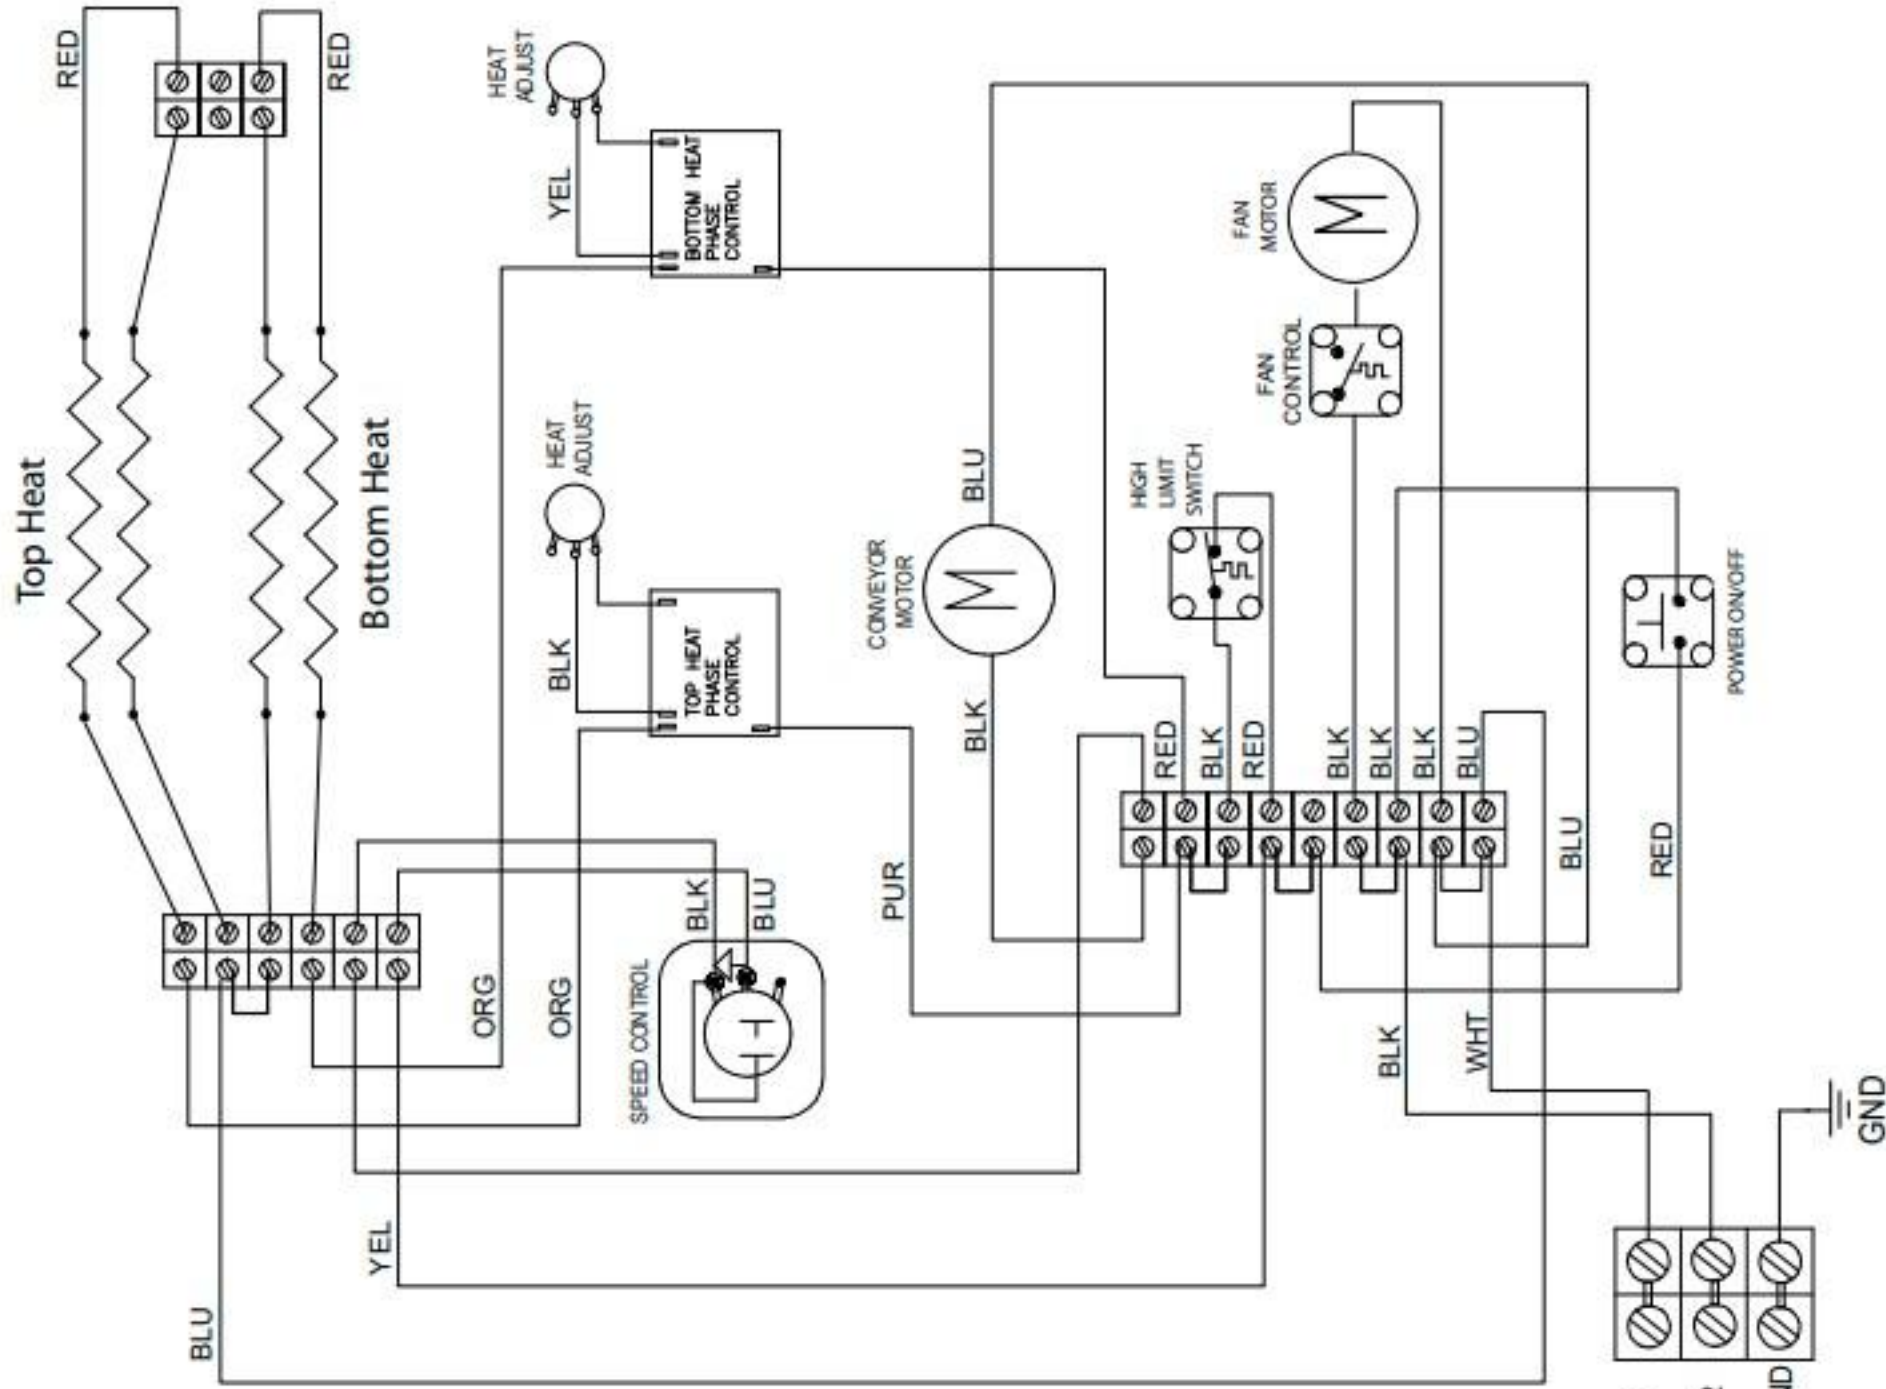 RED
RED
Top Heat
Bottom Heat
HEAT
ADJUST
YEL
BOTTOM HEAT
PHASE
CONTROL
HEAT
ADJUST
BLK
TOP HEAT
PHASE
CONTROL
FAN
MOTOR
M
FAN
CONTROL
HIGH
LIMIT
SWITCH
BLU
CONVEYOR
MOTOR
M
BLK
POWER ON/OFF
RED
BLK
RED
BLK
BLK
BLK
BLU
BLU
RED
PUR
BLK
BLU
SPEED CONTROL
ORG
ORG
BLK
WHT
GND
YEL
BLU